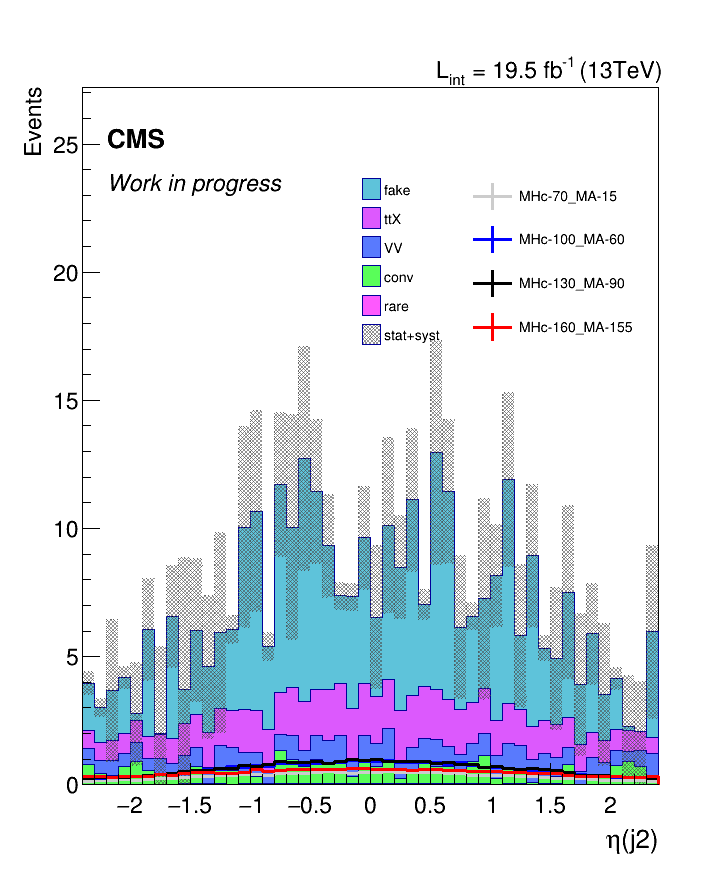 L_int = 19.5 fb^-1 (13TeV)
Events
25
CMS
Work in progress
fake
ttX
VV
conv
rare
stat+syst
MHc-70_MA-15
MHc-100_MA-60
MHc-130_MA-90
MHc-160_MA-155
20
15
10
5
0
−2 −1.5 −1 −0.5 0 0.5 1 1.5 2
η(j2)